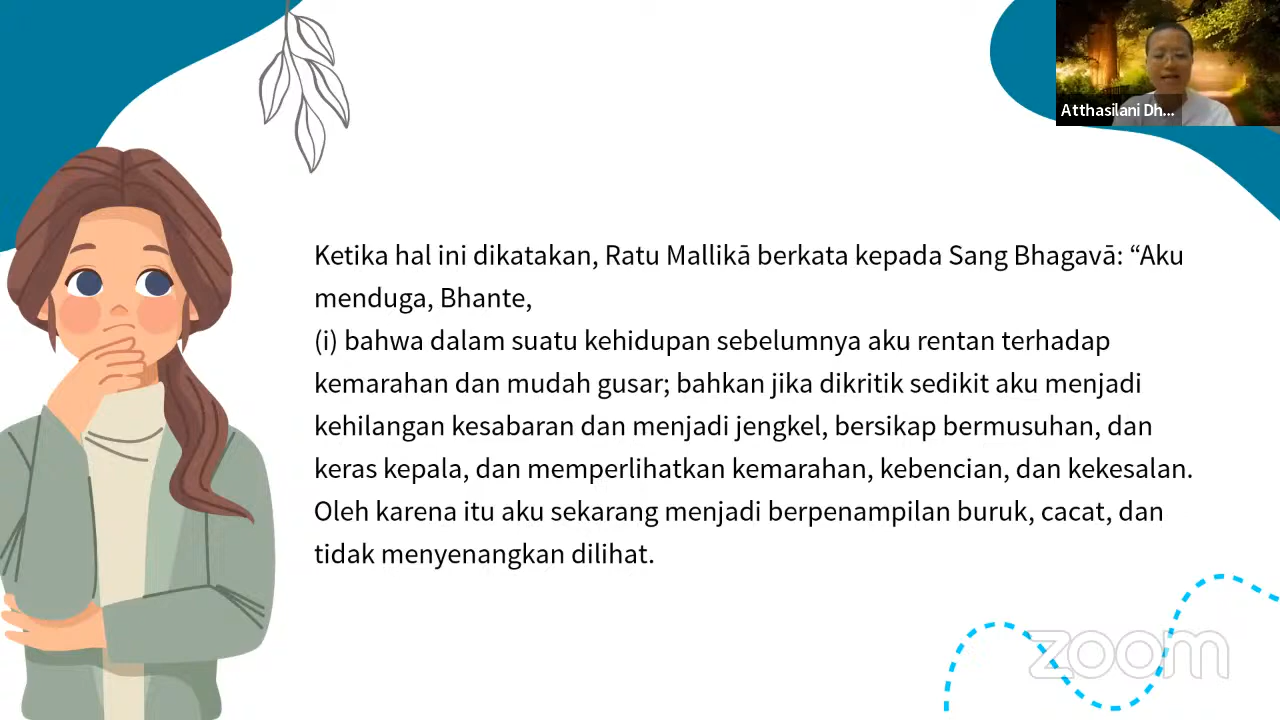 Atthasilani Dh...
Ketika hal ini dikatakan, Ratu Mallikā berkata kepada Sang Bhagavā: “Aku
menduga, Bhante,
(i) bahwa dalam suatu kehidupan sebelumnya aku rentan terhadap
kemarahan dan mudah gusar; bahkan jika dikritik sedikit aku menjadi
kehilangan kesabaran dan menjadi jengkel, bersikap bermusuhan, dan
keras kepala, dan memperlihatkan kemarahan, kebencian, dan kekesalan.
Oleh karena itu aku sekarang menjadi berpenampilan buruk, cacat, dan
tidak menyenangkan dilihat.
zoom